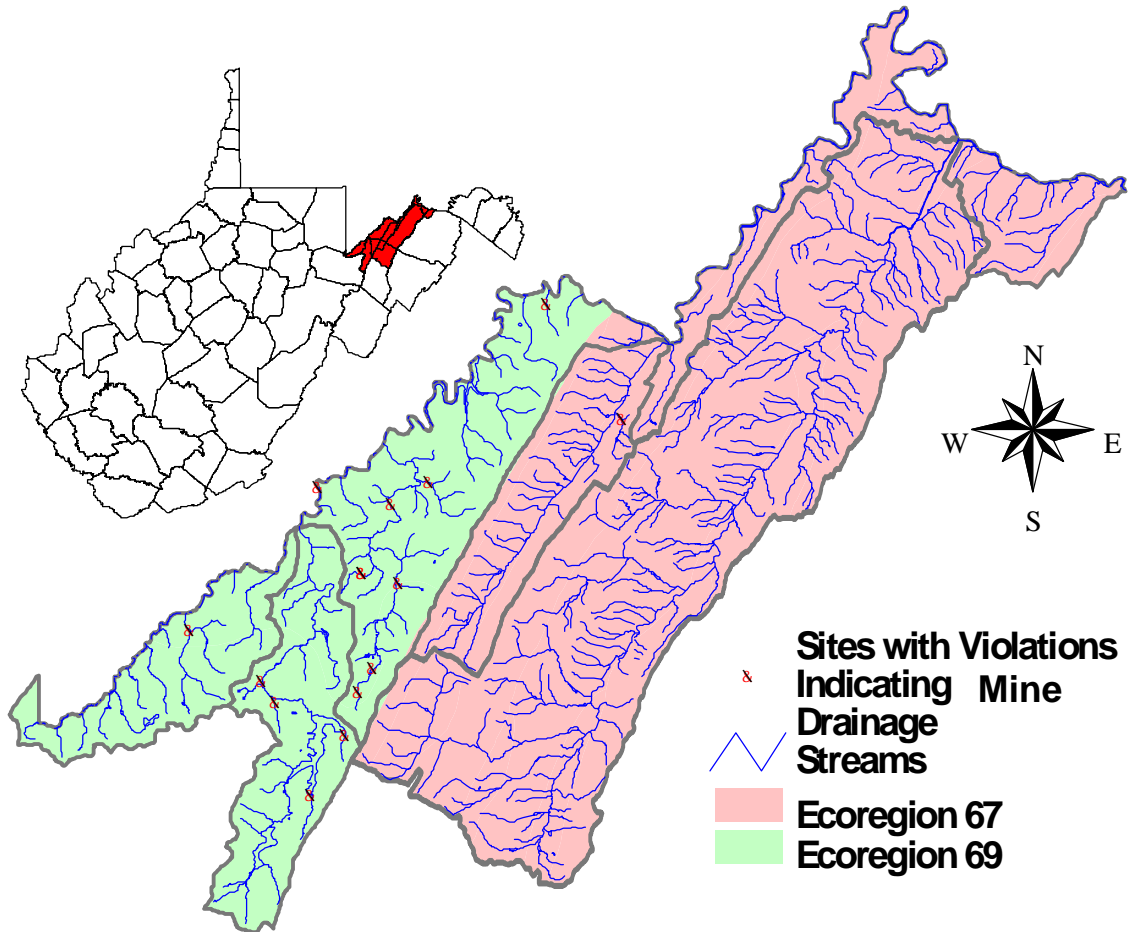 N
W E
S
Sites with Violations
Indicating Mine
Drainage
Streams
Ecoregion 67
Ecoregion 69